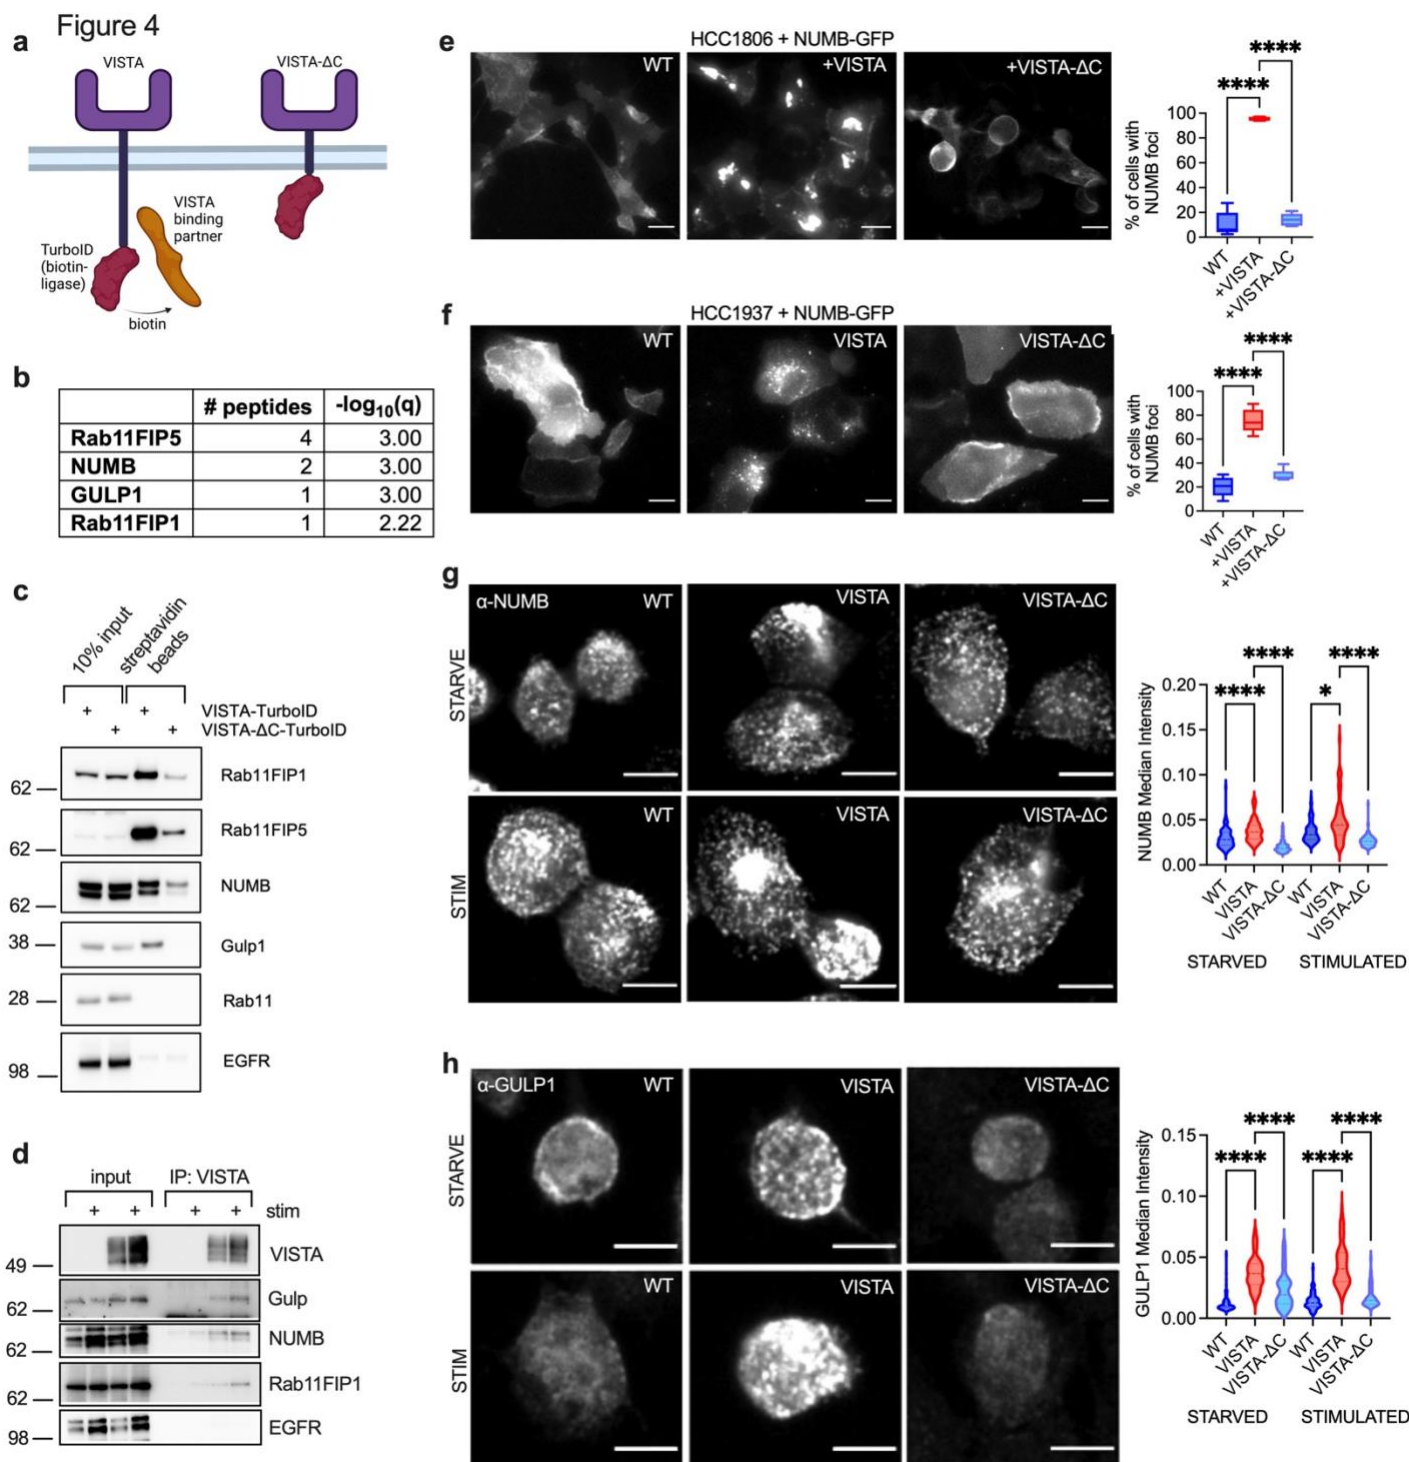 Figure 4
a
VISTA
VISTA-ΔC
VISTA
binding
partner
TurboID
(biotin-
ligase)
biotin
b
# peptides -log10(q)
Rab11FIP5 4 3.00
NUMB 2 3.00
GULP1 1 3.00
Rab11FIP1 1 2.22
c
10% input
streptavidin
beads
+ + VISTA-TurboID
+ + VISTA-ΔC-TurboID
62 Rab11FIP1
62 Rab11FIP5
62 NUMB
38 Gulp1
28 Rab11
98 EGFR
d
input IP: VISTA
+ + + + stim
49 VISTA
62 Gulp
62 NUMB
62 Rab11FIP1
98 EGFR
e
HCC1806 + NUMB-GFP
WT +VISTA +VISTA-ΔC
% of cells with
NUMB foci
**** ****
100
80
60
40
20
0
WT +VISTA +VISTA-ΔC
f
HCC1937 + NUMB-GFP
WT VISTA VISTA-ΔC
% of cells with
NUMB foci
**** ****
100
80
60
40
20
0
WT +VISTA +VISTA-ΔC
g
α-NUMB WT VISTA VISTA-ΔC
STARVE
WT VISTA VISTA-ΔC
STIM
NUMB Median Intensity
**** **** * ****
0.20
0.15
0.10
0.05
0.00
WT VISTA VISTA-ΔC WT VISTA VISTA-ΔC
STARVED STIMULATED
h
α-GULP1 WT VISTA VISTA-ΔC
STARVE
WT VISTA VISTA-ΔC
STIM
GULP1 Median Intensity
**** **** **** ****
0.15
0.10
0.05
0.00
WT VISTA VISTA-ΔC WT VISTA VISTA-ΔC
STARVED STIMULATED